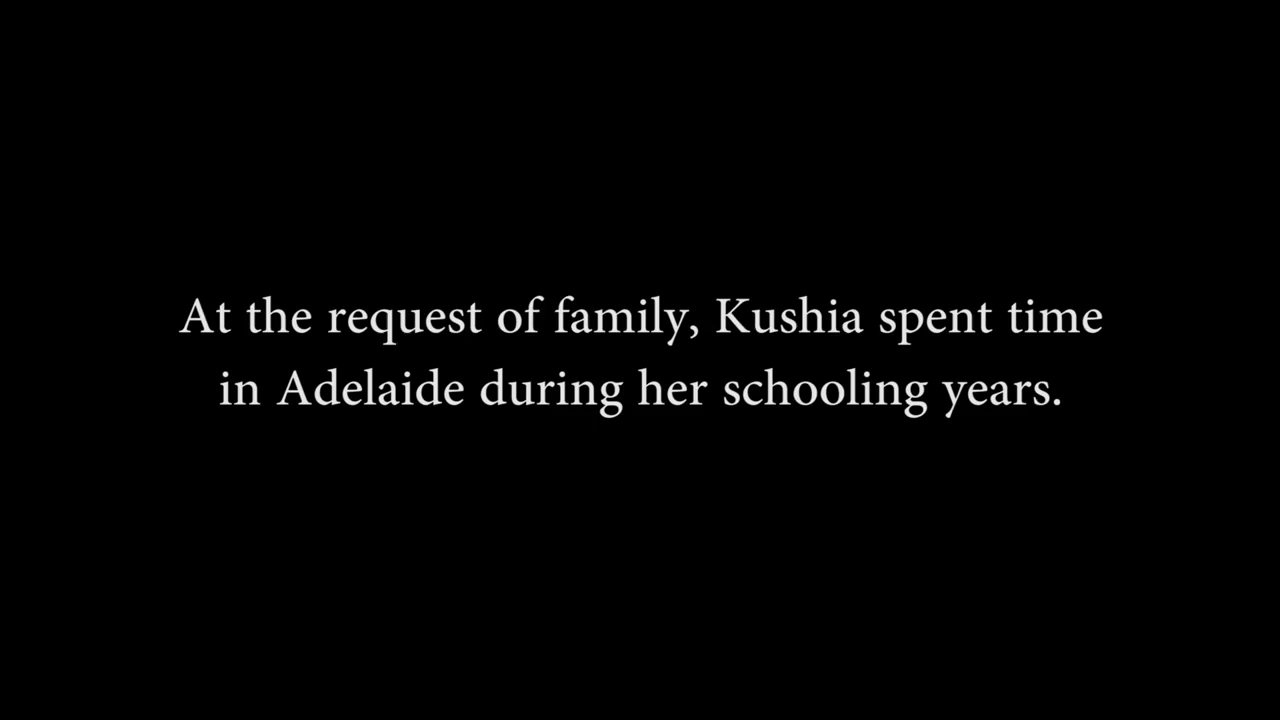 At the request of family, Kushia spent time
in Adelaide during her schooling years.